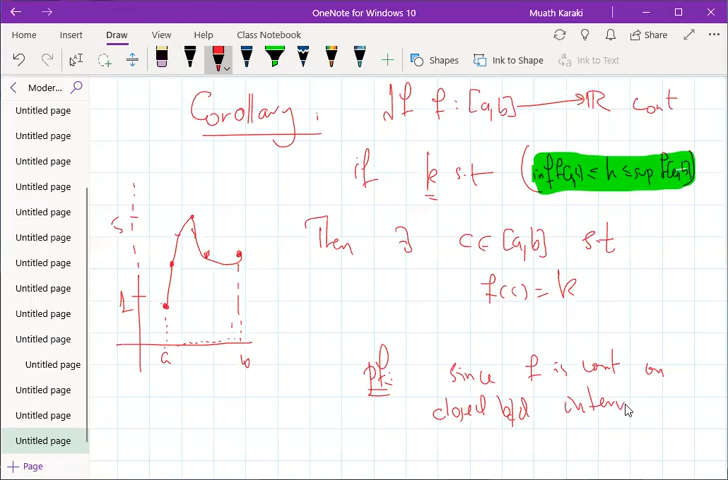 OneNote for Windows 10
Muath Karaki
Home Insert Draw View Help Class Notebook
Share
Shapes Ink to Shape Ink to Text
Moder...
Untitled page
Untitled page
Untitled page
Untitled page
Untitled page
Untitled page
Untitled page
Untitled page
Untitled page
Untitled page
Untitled page
Untitled page
Untitled page
Untitled page
+ Page
Corollary: If f: [a,b] → ℝ cont
if k s.t (inf f[a,b] ≤ k ≤ sup f[a,b])
Then ∃ c ∈ [a,b] s.t
f(c) = k
S
L
a b
pf: since f is cont on
closed bdd interv